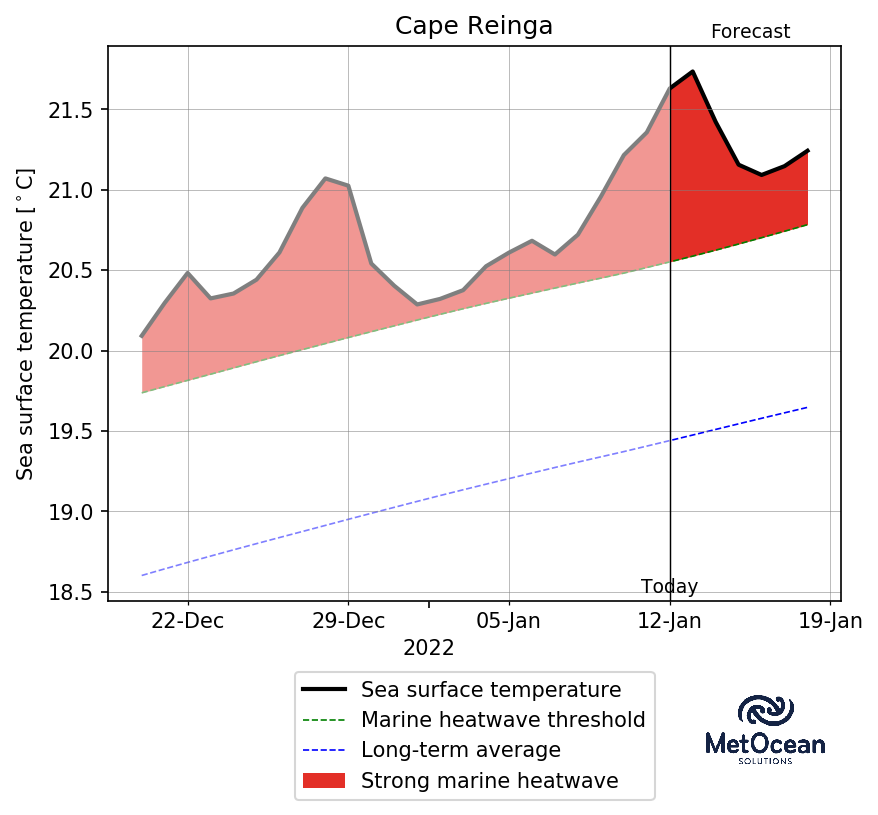 Cape Reinga
Forecast
Sea surface temperature [°C]
21.5
21.0
20.5
20.0
19.5
19.0
18.5
Today
22-Dec 29-Dec 05-Jan 12-Jan 19-Jan
2022
Sea surface temperature
Marine heatwave threshold
Long-term average
Strong marine heatwave
MetOcean
SOLUTIONS